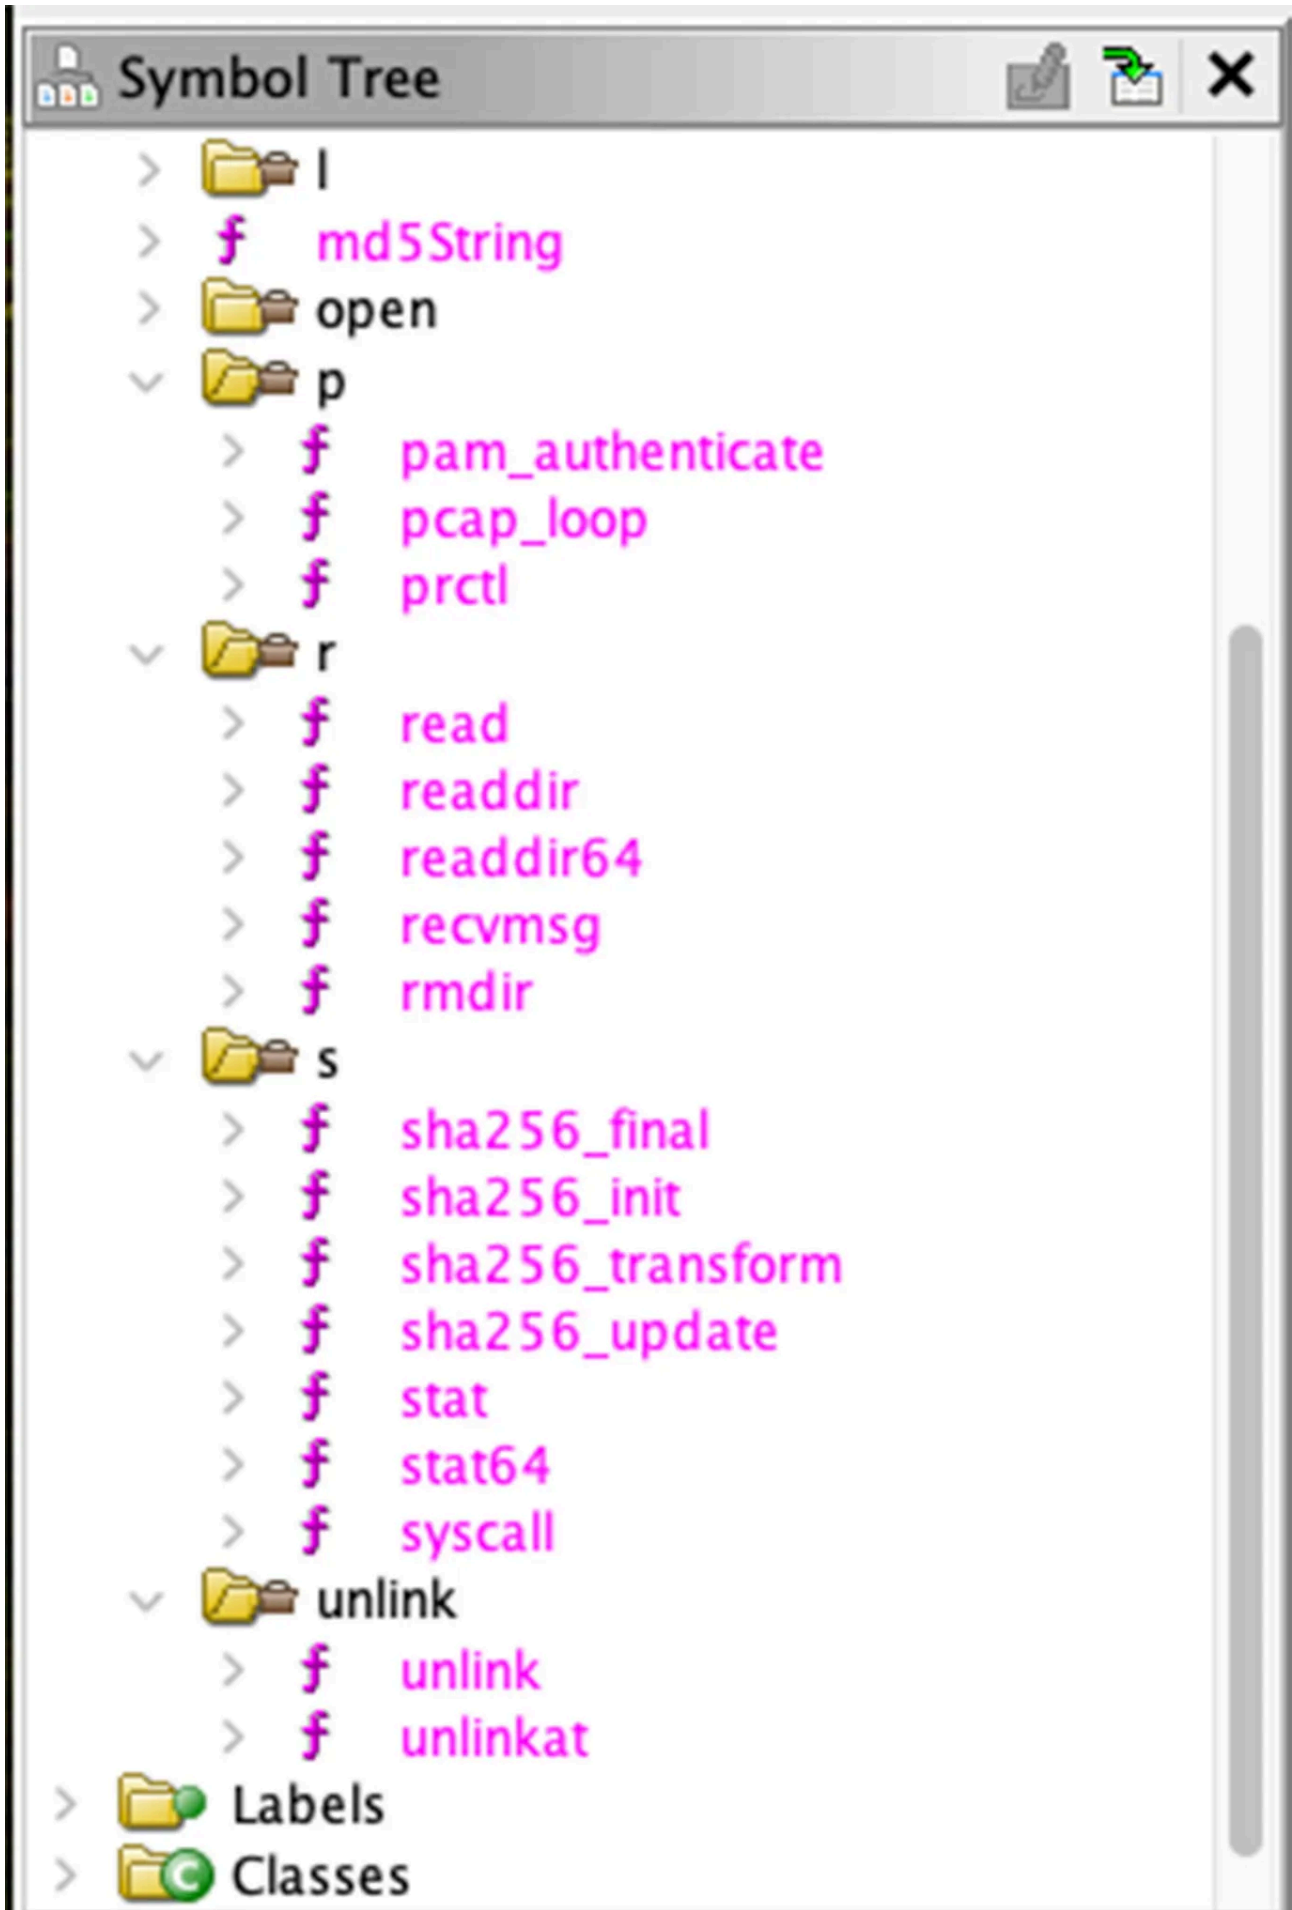 Symbol Tree
l
md5String
open
p
pam_authenticate
pcap_loop
prctl
r
read
readdir
readdir64
recvmsg
rmdir
s
sha256_final
sha256_init
sha256_transform
sha256_update
stat
stat64
syscall
unlink
unlink
unlinkat
Labels
Classes